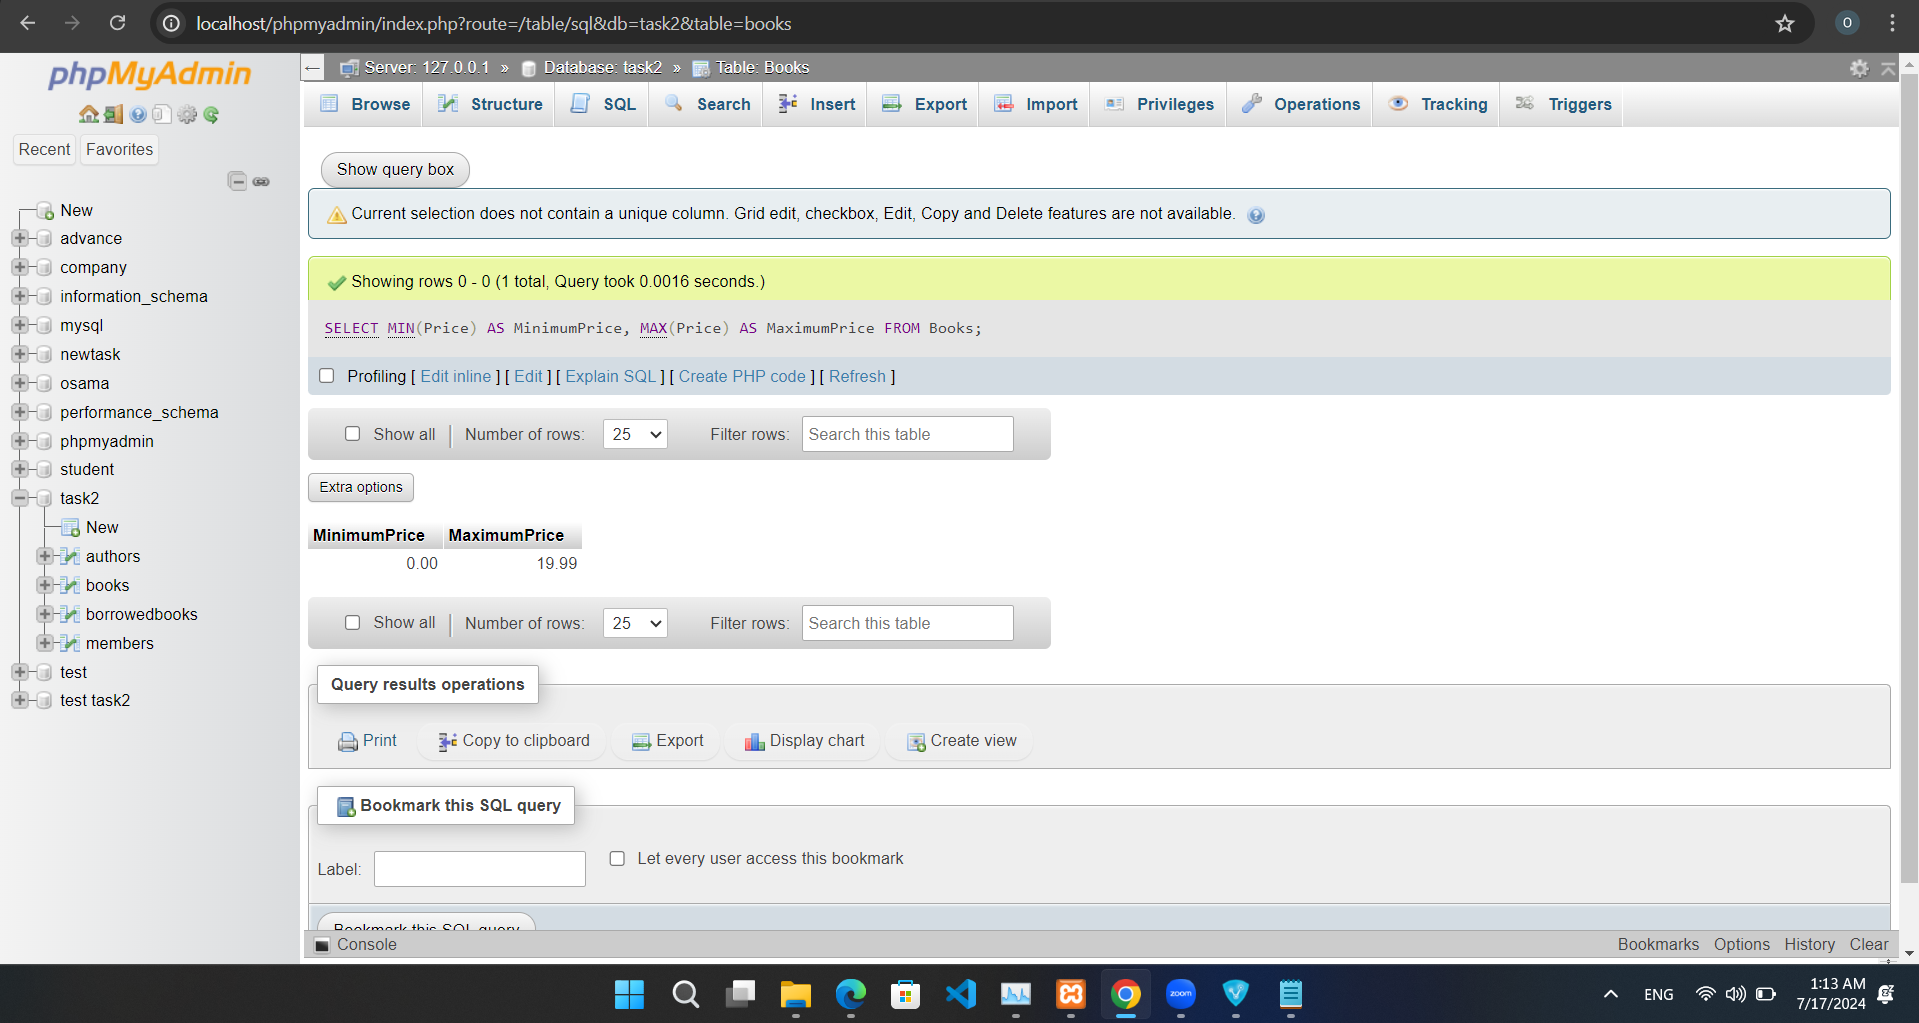 localhost/phpmyadmin/index.php?route=/table/sql&db=task2&table=books
O
phpMyAdmin
Recent Favorites
New
advance
company
information_schema
mysql
newtask
osama
performance_schema
phpmyadmin
student
task2
New
authors
books
borrowedbooks
members
test
test task2
Server: 127.0.0.1 » Database: task2 » Table: Books
Browse Structure SQL Search Insert Export Import Privileges Operations Tracking Triggers
Show query box
Current selection does not contain a unique column. Grid edit, checkbox, Edit, Copy and Delete features are not available.
Showing rows 0 - 0 (1 total, Query took 0.0016 seconds.)
SELECT MIN(Price) AS MinimumPrice, MAX(Price) AS MaximumPrice FROM Books;
Profiling [ Edit inline ] [ Edit ] [ Explain SQL ] [ Create PHP code ] [ Refresh ]
Show all Number of rows: 25 Filter rows: Search this table
Extra options
MinimumPrice MaximumPrice
0.00 19.99
Show all Number of rows: 25 Filter rows: Search this table
Query results operations
Print Copy to clipboard Export Display chart Create view
Bookmark this SQL query
Label: Let every user access this bookmark
Bookmark this SQL query
Console Bookmarks Options History Clear
zoom
ENG
1:13 AM
7/17/2024